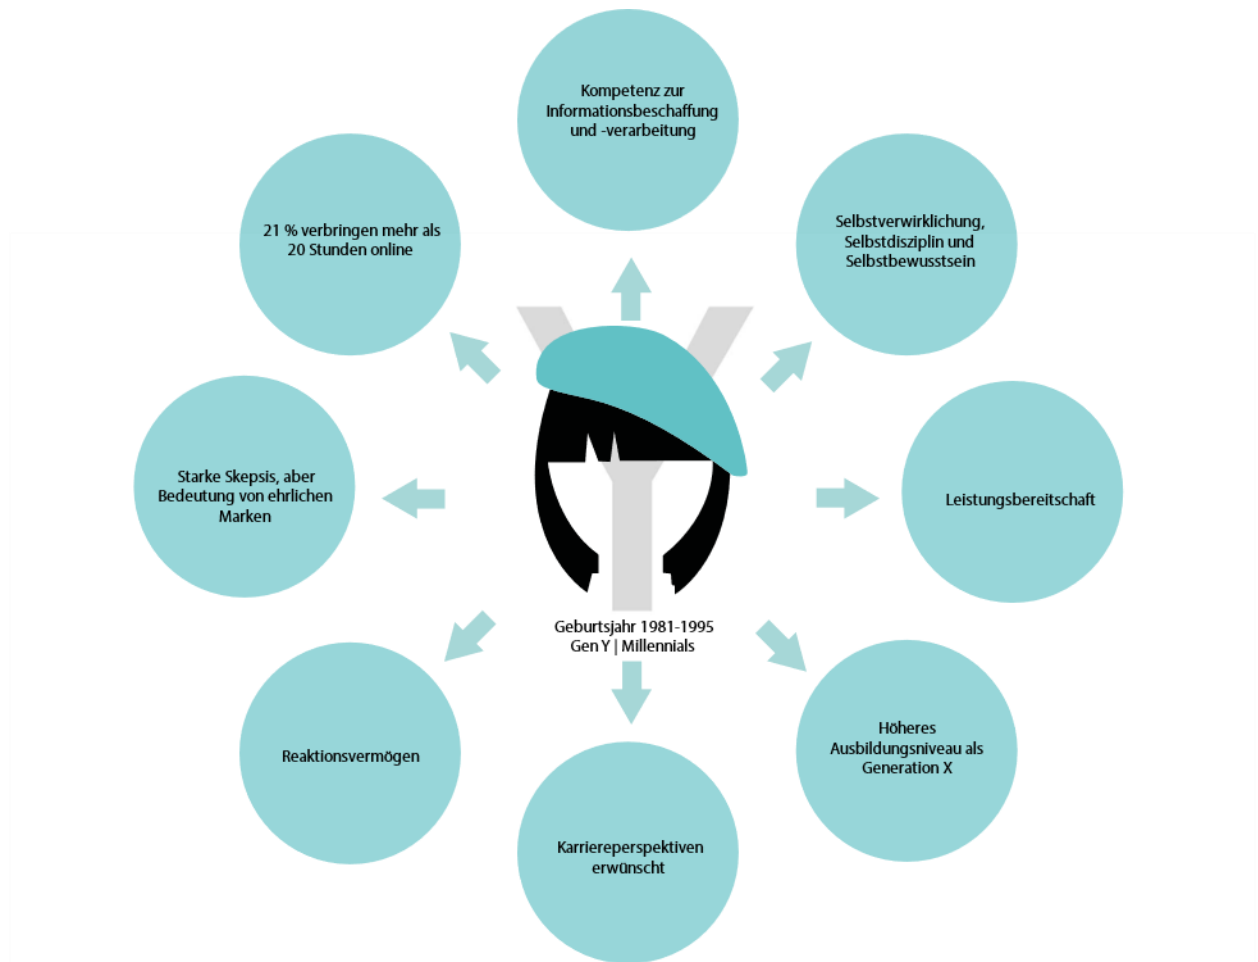 Kompetenz zur
Informationsbeschaffung
und -verarbeitung
21 % verbringen mehr als
20 Stunden online
Selbstverwirklichung,
Selbstdisziplin und
Selbstbewusstsein
Starke Skepsis, aber
Bedeutung von ehrlichen
Marken
Leistungsbereitschaft
Y
Geburtsjahr 1981-1995
Gen Y | Millennials
Reaktionsvermögen
Höheres
Ausbildungsniveau als
Generation X
Karriereperspektiven
erwünscht